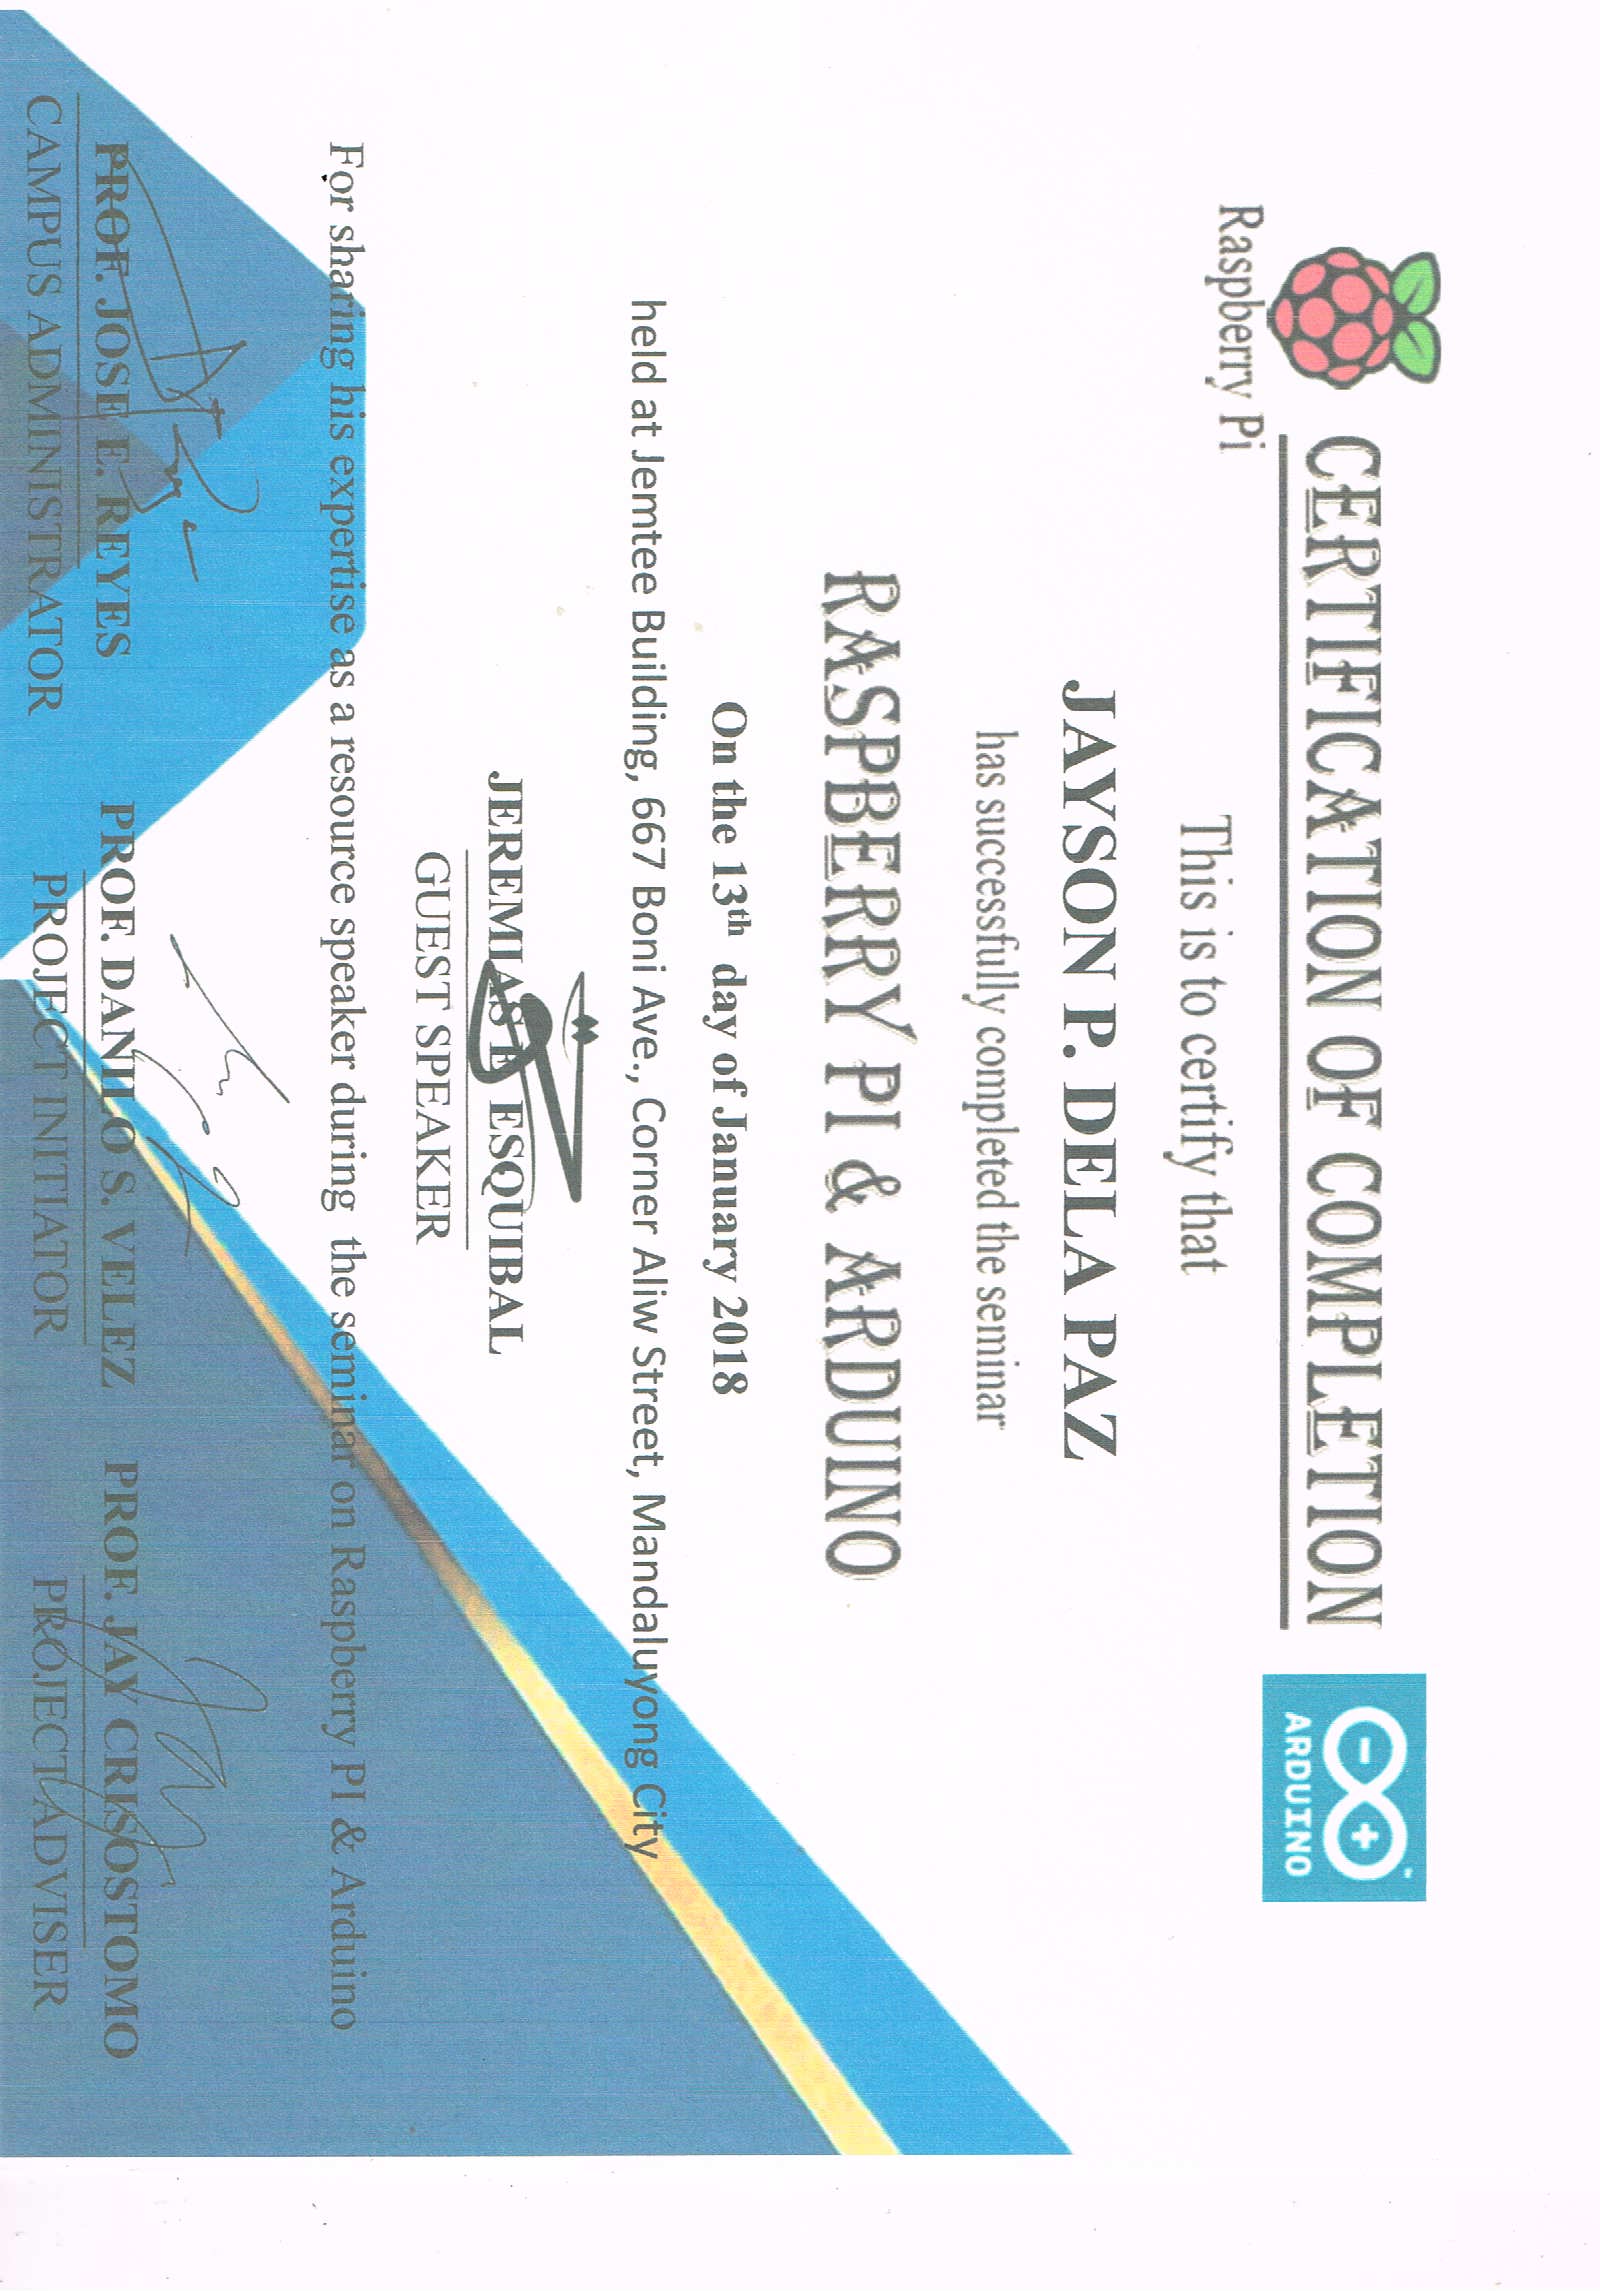 CERTIFICATION OF COMPLETION
Raspberry Pi
ARDUINO
This is to certify that
JAYSON P. DELA PAZ
has successfully completed the seminar
RASPBERRY PI & ARDUINO
On the 13th day of January 2018
held at Jemtee Building, 667 Boni Ave., Corner Aliw Street, Mandaluyong City
JEREMIAS E. ESQUIBAL
GUEST SPEAKER
For sharing his expertise as a resource speaker during the seminar on Raspberry PI & Arduino
PROF. JOSE E. REYES
CAMPUS ADMINISTRATOR
PROF. DANILO S. VELEZ
PROJECT INITIATOR
PROF. JAY CRISOSTOMO
PROJECT ADVISER